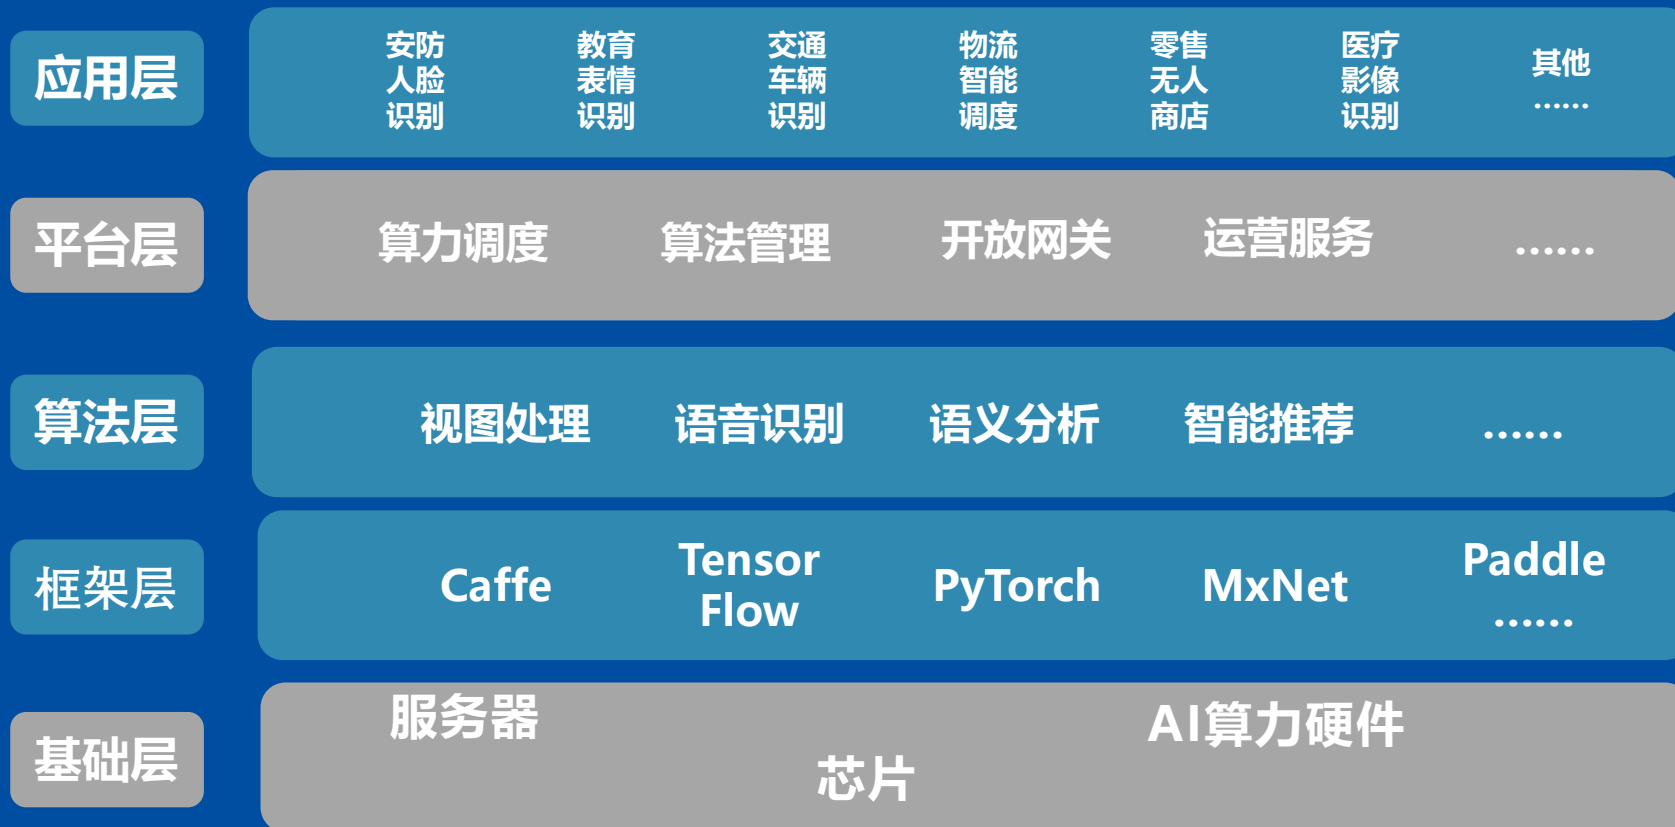 应用层
安防
人脸
识别
教育
表情
识别
交通
车辆
识别
物流
智能
调度
零售
无人
商店
医疗
影像
识别
其他
……
平台层
算力调度
算法管理
开放网关
运营服务
……
算法层
视图处理
语音识别
语义分析
智能推荐
……
框架层
Caffe
Tensor
Flow
PyTorch
MxNet
Paddle
……
基础层
服务器
芯片
AI算力硬件